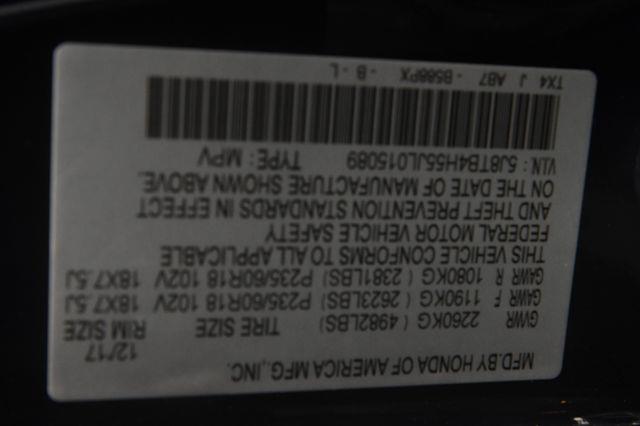 MFD.BY HONDA OF AMERICA MFG.,INC. 12/17
GVWR TIRE SIZE RIM SIZE
2260KG ( 4982LBS)
GAWR F 1190KG ( 2623LBS) P235/60R18 102V 18X7.5J
GAWR R 1080KG ( 2381LBS) P235/60R18 102V 18X7.5J
THIS VEHICLE CONFORMS TO ALL APPLICABLE
FEDERAL MOTOR VEHICLE SAFETY
AND THEFT PREVENTION STANDARDS IN EFFECT
ON THE DATE OF MANUFACTURE SHOWN ABOVE.
VIN: 5J8TB4H55JL015089 TYPE: MPV
TX4 J AB7 -B588PX -B -L